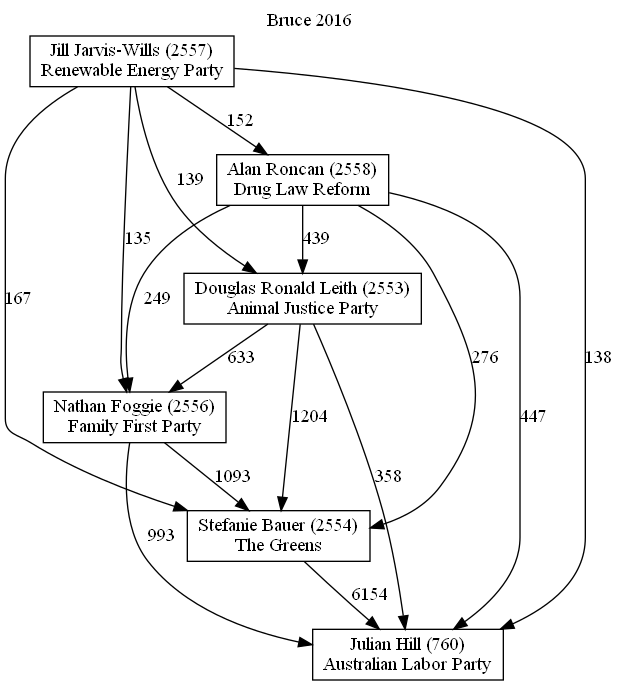 Bruce 2016
Jill Jarvis-Wills (2557)
Renewable Energy Party
152
Alan Roncan (2558)
Drug Law Reform
139
135
439
249
167
Douglas Ronald Leith (2553)
Animal Justice Party
633
276
138
Nathan Foggie (2556)
Family First Party
1204
447
1093
358
993
Stefanie Bauer (2554)
The Greens
6154
Julian Hill (760)
Australian Labor Party